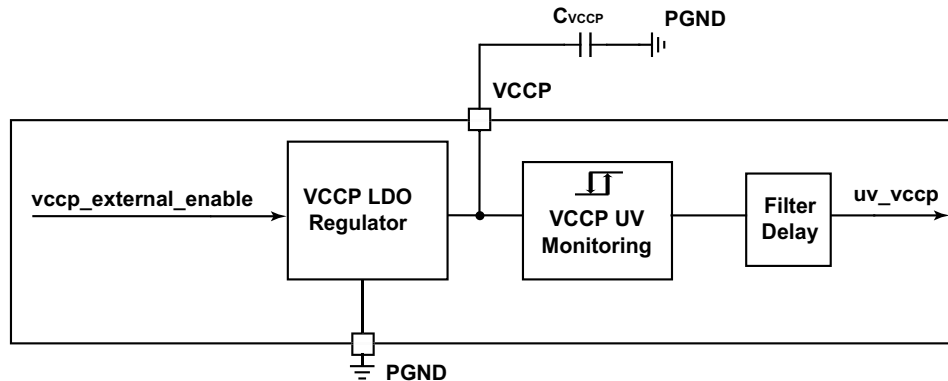 CVCCP
PGND
VCCP
vccp_external_enable
VCCP LDO
Regulator
VCCP UV
Monitoring
Filter
Delay
uv_vccp
PGND